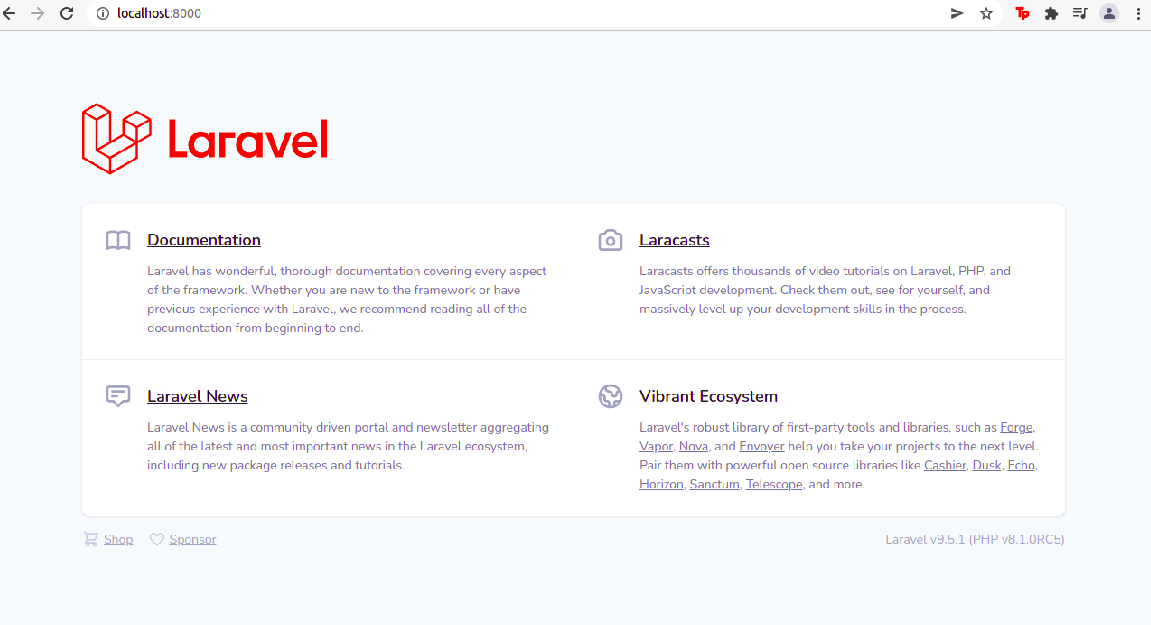 localhost:8000
Tp
Laravel
Documentation
Laravel has wonderful, thorough documentation covering every aspect
of the framework. Whether you are new to the framework or have
previous experience with Laravel, we recommend reading all of the
documentation from beginning to end.
Laracasts
Laracasts offers thousands of video tutorials on Laravel, PHP, and
JavaScript development. Check them out, see for yourself, and
massively level up your development skills in the process.
Laravel News
Laravel News is a community driven portal and newsletter aggregating
all of the latest and most important news in the Laravel ecosystem,
including new package releases and tutorials.
Vibrant Ecosystem
Laravel's robust library of first-party tools and libraries, such as Forge,
Vapor, Nova, and Envoyer help you take your projects to the next level.
Pair them with powerful open source libraries like Cashier, Dusk, Echo,
Horizon, Sanctum, Telescope, and more.
Shop Sponsor Laravel v9.5.1 (PHP v8.1.0RC5)